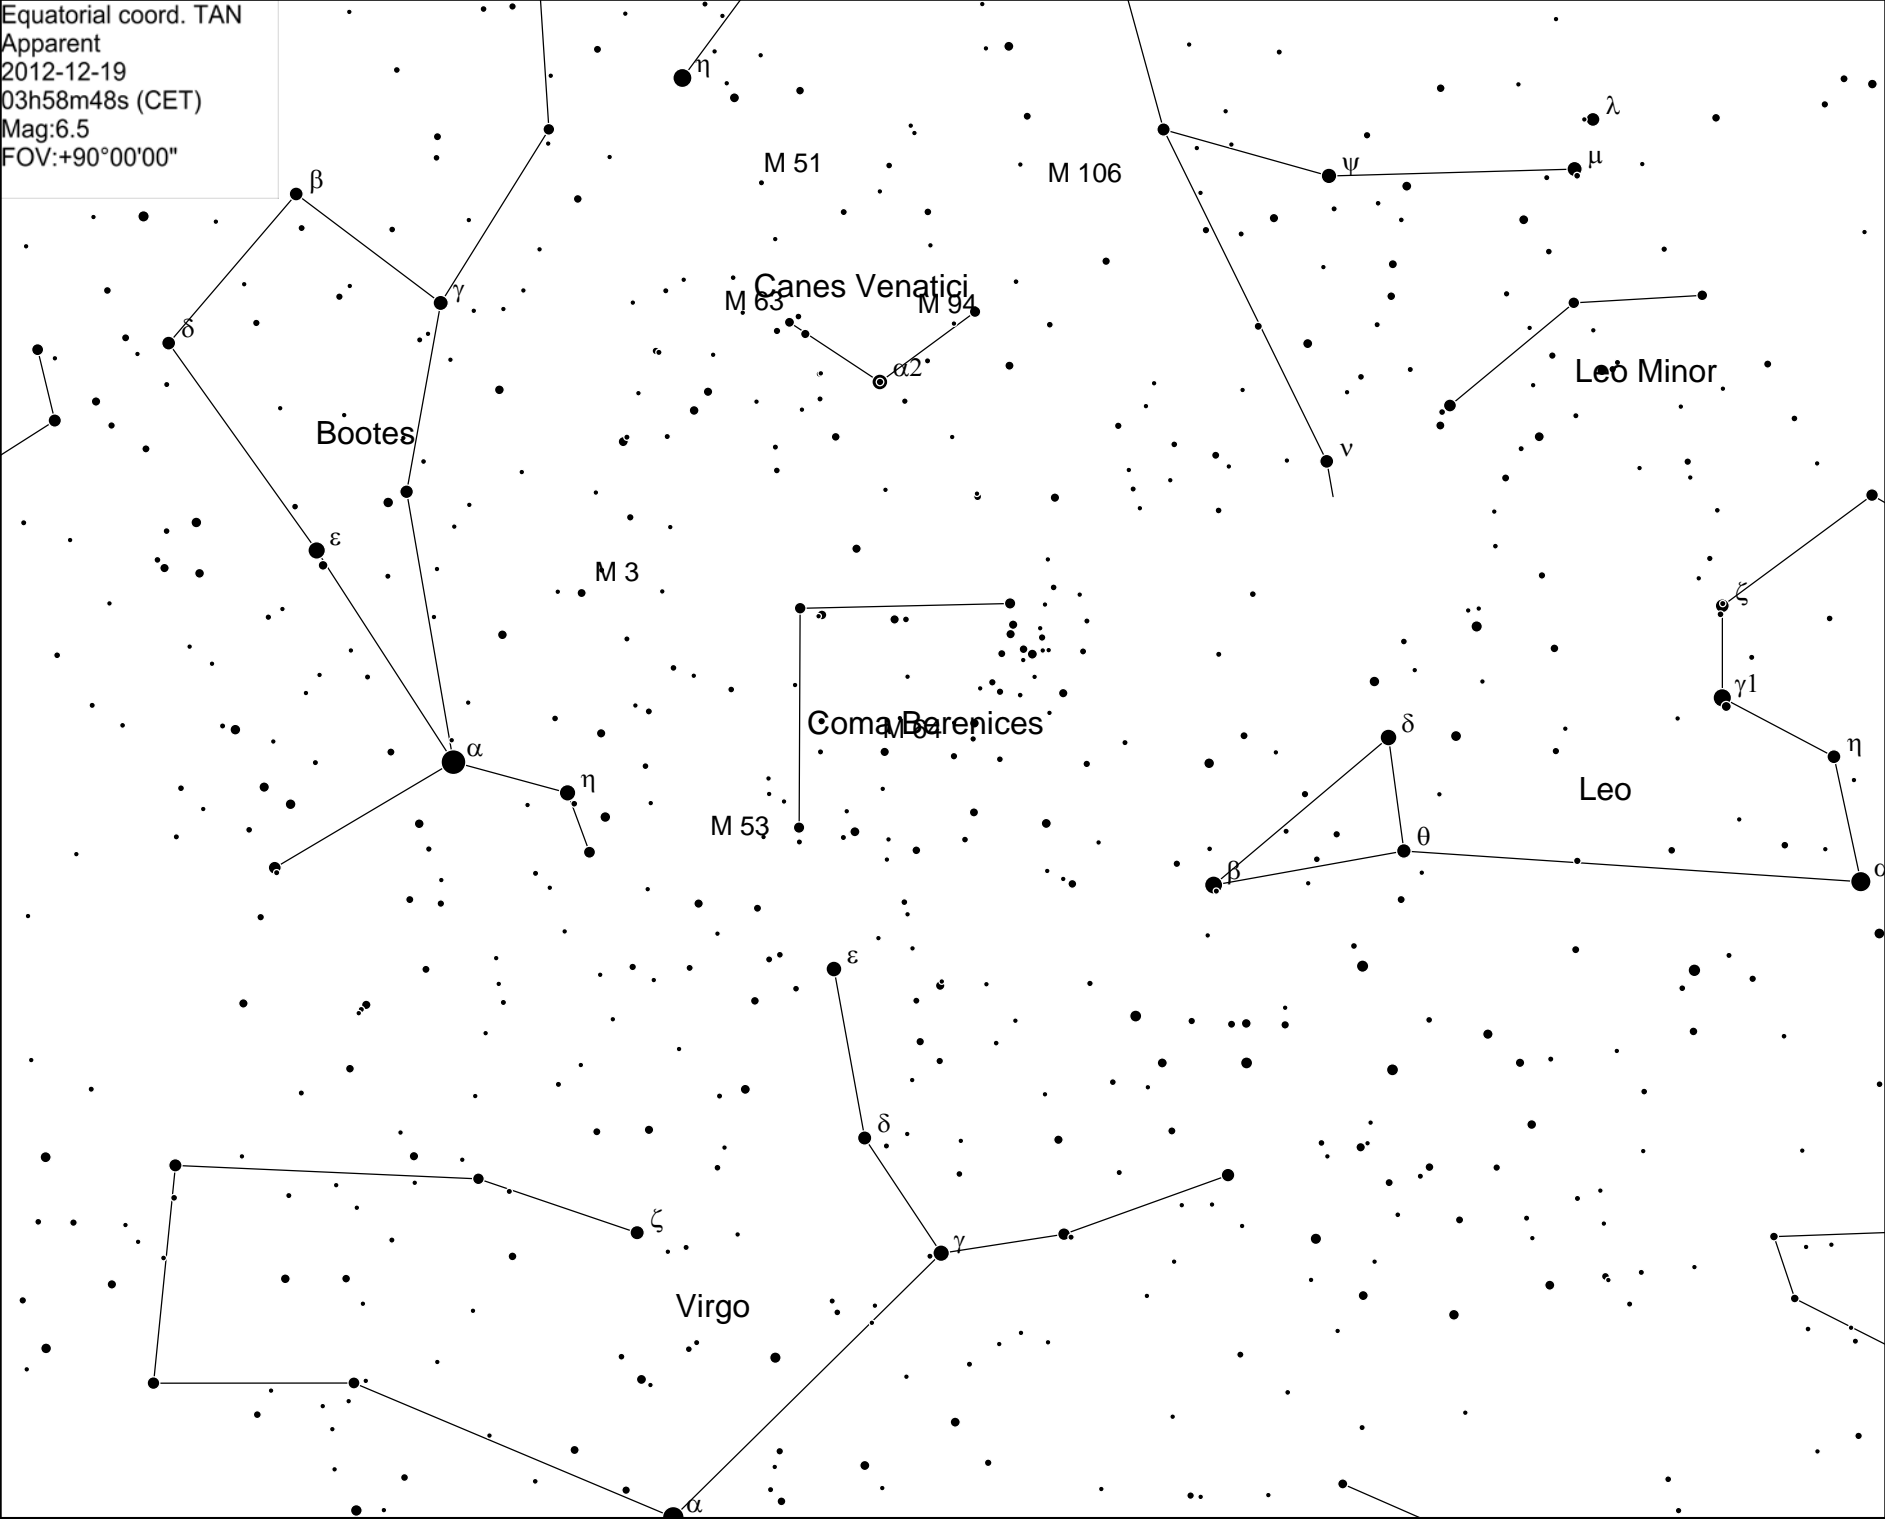 Equatorial coord. TAN
Apparent
2012-12-19
03h58m48s (CET)
Mag:6.5
FOV:+90°00'00"
η
λ
M 51
M 106
ψ
μ
β
Canes Venatici
γ
M 63
M 94
δ
α2
Leo Minor
Bootes
ν
ε
M 3
ζ
γ1
Coma Berenices
M 64
δ
α
η
η
Leo
M 53
θ
β
α
ε
δ
ζ
γ
Virgo
α